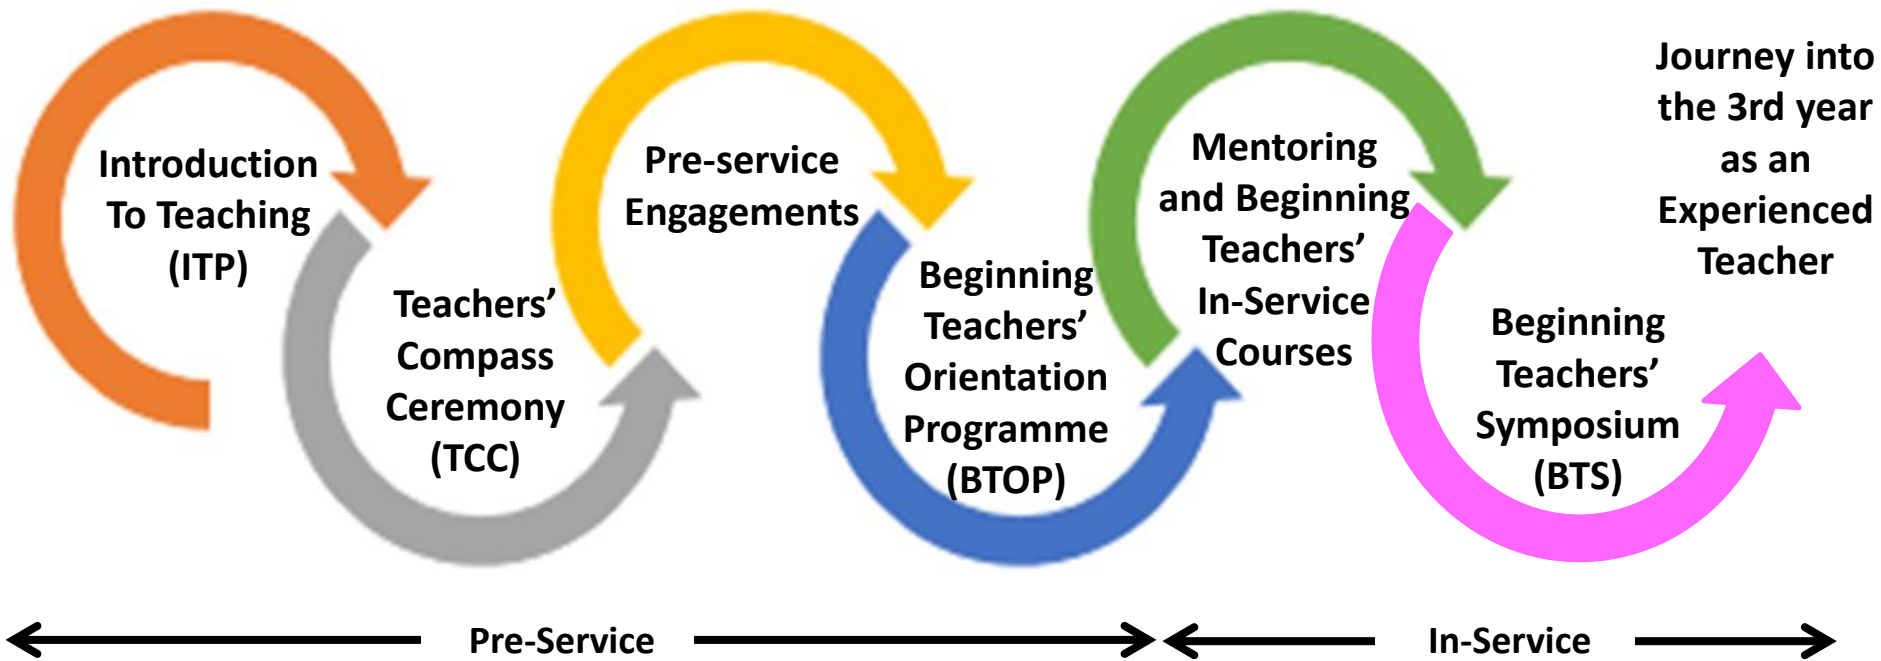 Introduction
To Teaching
(ITP)
Teachers’
Compass
Ceremony
(TCC)
Pre-service
Engagements
Beginning
Teachers’
Orientation
Programme
(BTOP)
Mentoring
and Beginning
Teachers’
In-Service
Courses
Beginning
Teachers’
Symposium
(BTS)
Journey into
the 3rd year
as an
Experienced
Teacher
Pre-Service
In-Service